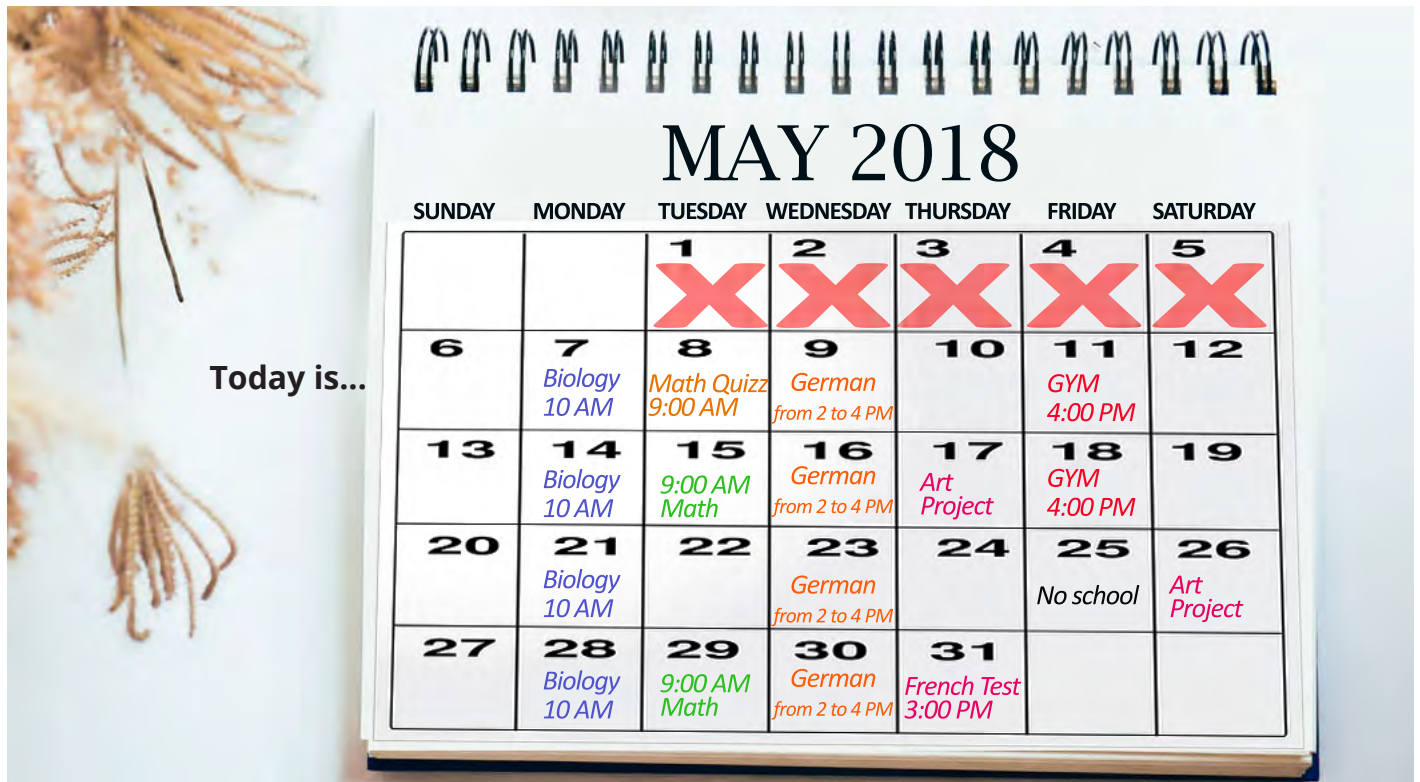 MAY 2018
SUNDAY MONDAY TUESDAY WEDNESDAY THURSDAY FRIDAY SATURDAY
1 2 3 4 5
Today is...
6 7 8 9 10 11 12
Biology Math Quizz German GYM
10 AM 9:00 AM from 2 to 4 PM 4:00 PM
13 14 15 16 17 18 19
Biology 9:00 AM German Art GYM
10 AM Math from 2 to 4 PM Project 4:00 PM
20 21 22 23 24 25 26
Biology German No school Art
10 AM from 2 to 4 PM Project
27 28 29 30 31
Biology 9:00 AM German French Test
10 AM Math from 2 to 4 PM 3:00 PM